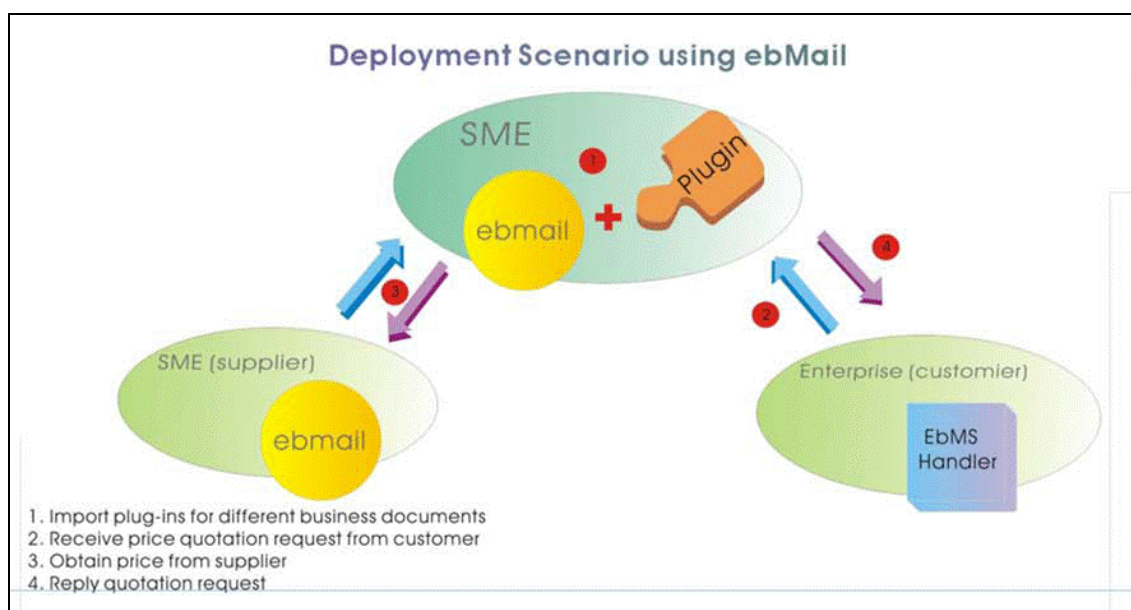 Deployment Scenario using ebMail
SME
1
Plugin
ebmail
4
3
2
SME (supplier)
Enterprise (customier)
ebmail
EbMS
Handler
1. Import plug-ins for different business documents
2. Receive price quotation request from customer
3. Obtain price from supplier
4. Reply quotation request